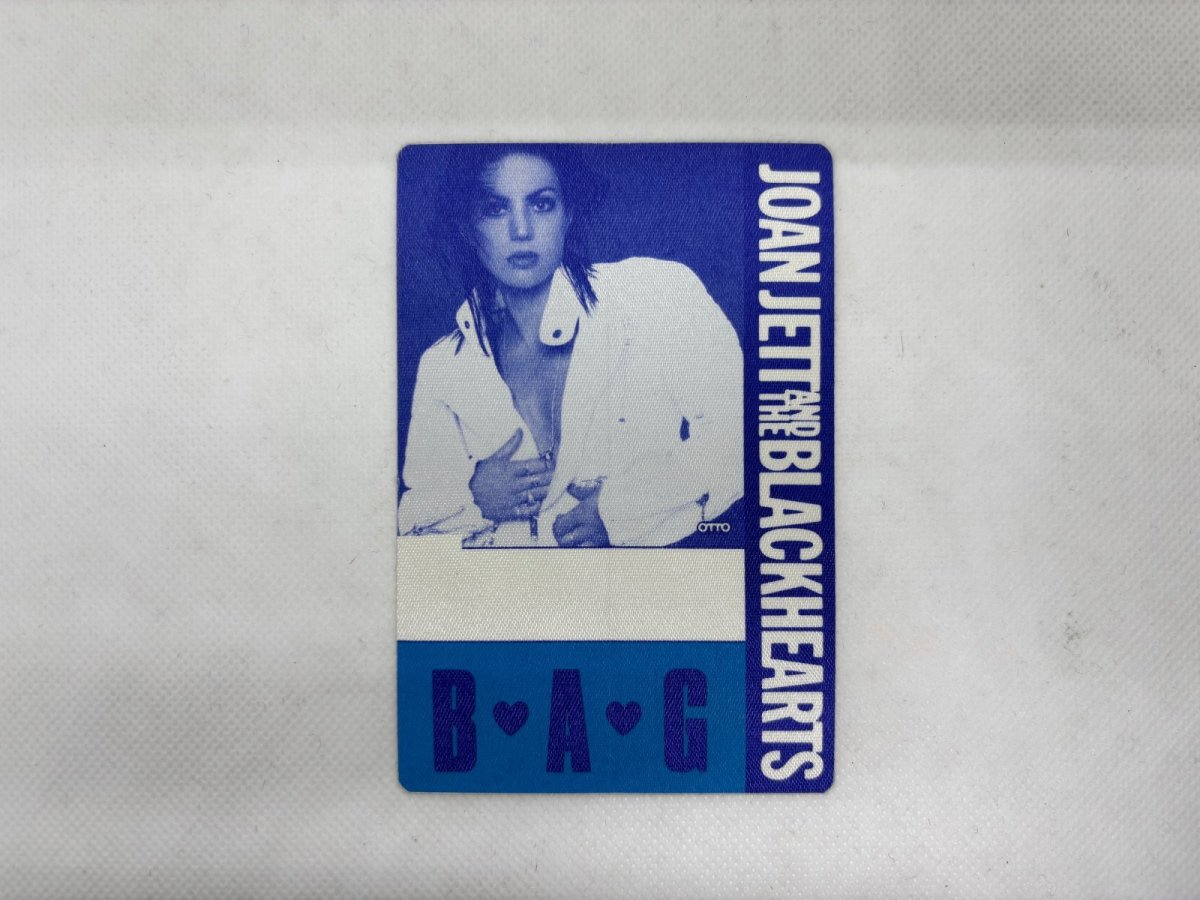 JOAN JETT AND THE BLACKHEARTS
OTTO
B♥A♥G